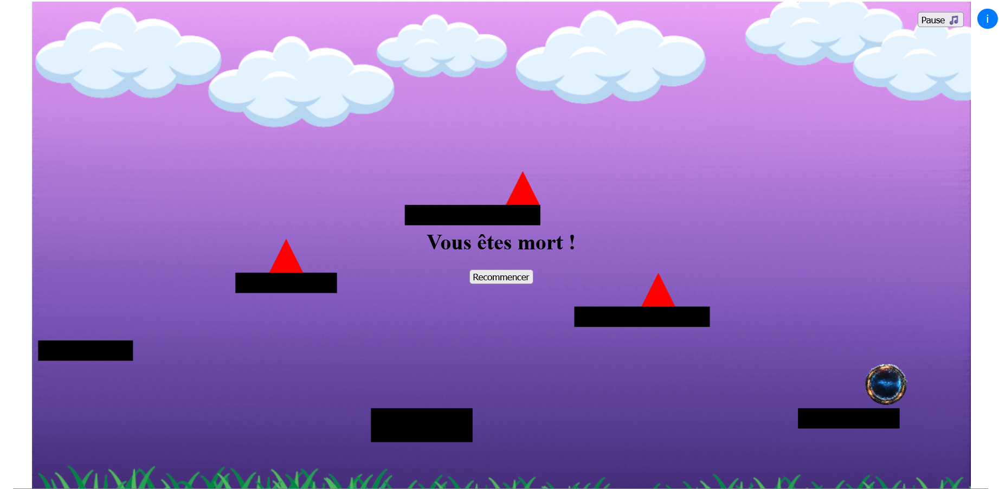 Pause 🎵
i
Vous êtes mort !
Recommencer